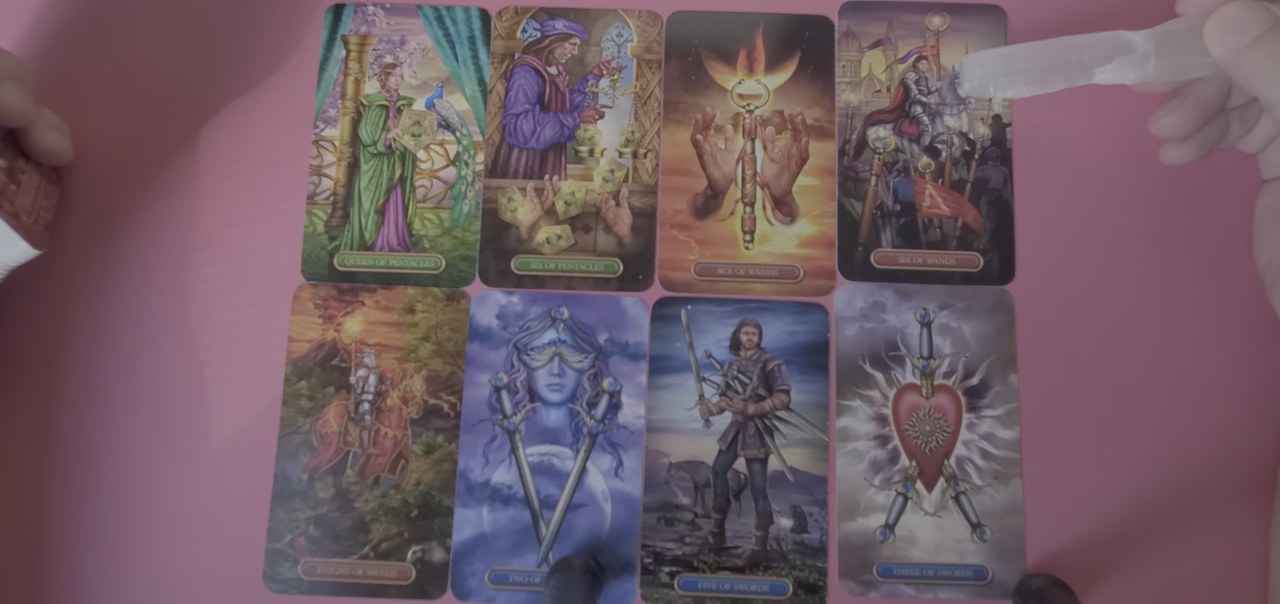 QUEEN OF PENTACLES
SIX OF PENTACLES
ACE OF WANDS
SIX OF WANDS
KNIGHT OF WANDS
TWO OF
FIVE OF SWORDS
THREE OF SWORDS